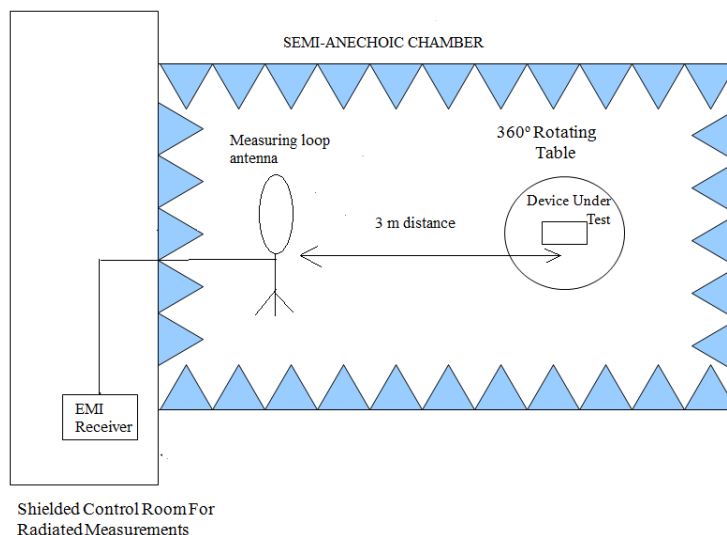 SEMI-ANECHOIC CHAMBER
Measuring loop
antenna
360° Rotating
Table
Device Under
Test
3 m distance
EMI
Receiver
Shielded Control Room For
Radiated Measurements